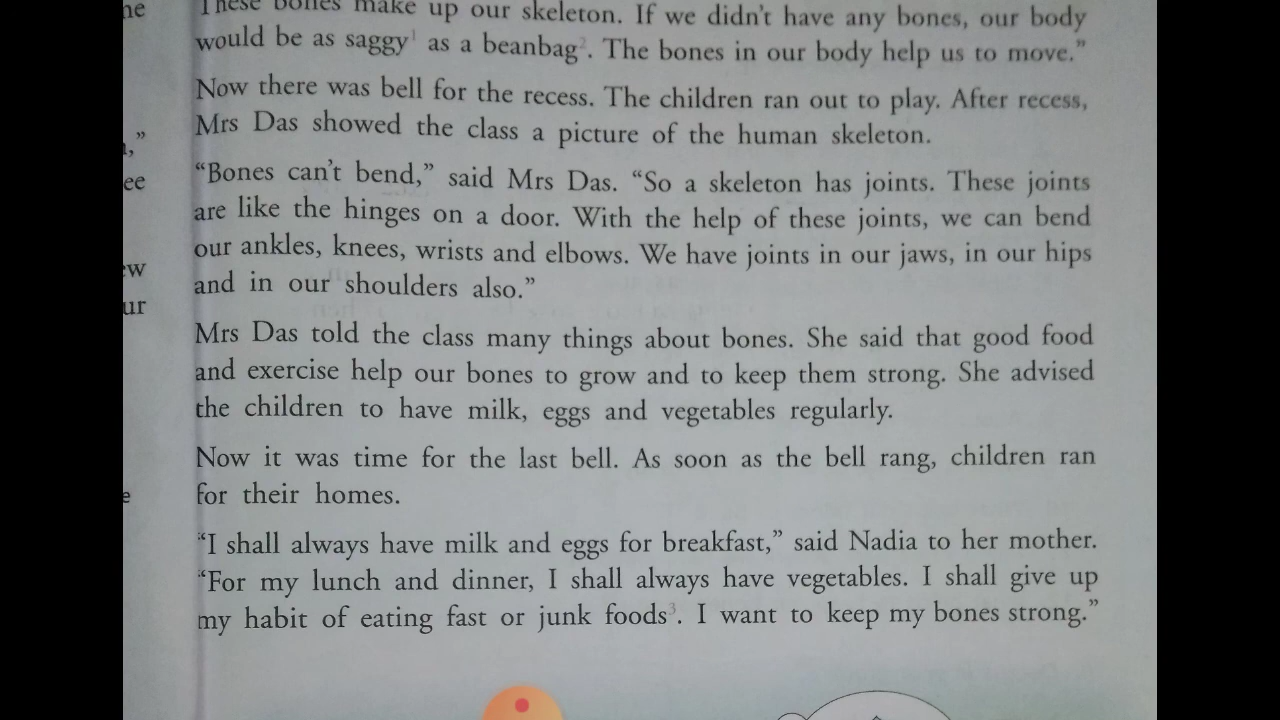 he
,”
ee
w
ur
e
These bones make up our skeleton. If we didn’t have any bones, our body
would be as saggy¹ as a beanbag². The bones in our body help us to move.”
Now there was bell for the recess. The children ran out to play. After recess,
Mrs Das showed the class a picture of the human skeleton.
“Bones can’t bend,” said Mrs Das. “So a skeleton has joints. These joints
are like the hinges on a door. With the help of these joints, we can bend
our ankles, knees, wrists and elbows. We have joints in our jaws, in our hips
and in our shoulders also.”
Mrs Das told the class many things about bones. She said that good food
and exercise help our bones to grow and to keep them strong. She advised
the children to have milk, eggs and vegetables regularly.
Now it was time for the last bell. As soon as the bell rang, children ran
for their homes.
“I shall always have milk and eggs for breakfast,” said Nadia to her mother.
“For my lunch and dinner, I shall always have vegetables. I shall give up
my habit of eating fast or junk foods³. I want to keep my bones strong.”